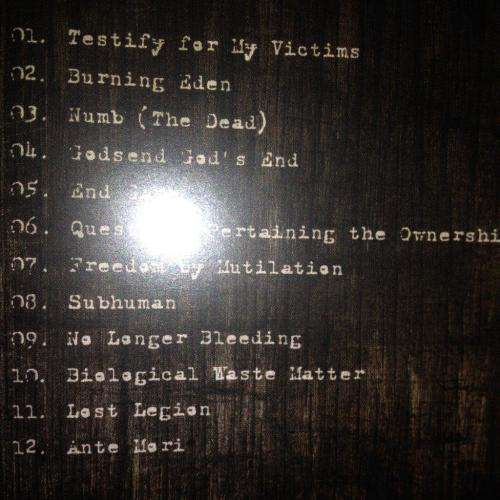 01. Testify for My Victims
02. Burning Eden
03. Numb (The Dead)
04. Godsend God's End
05. End
06. Pertaining the Ownershi
07. Freedom by Mutilation
08. Subhuman
09. No Longer Bleeding
10. Biological Waste Matter
11. Lost Legion
12. Ante Mori